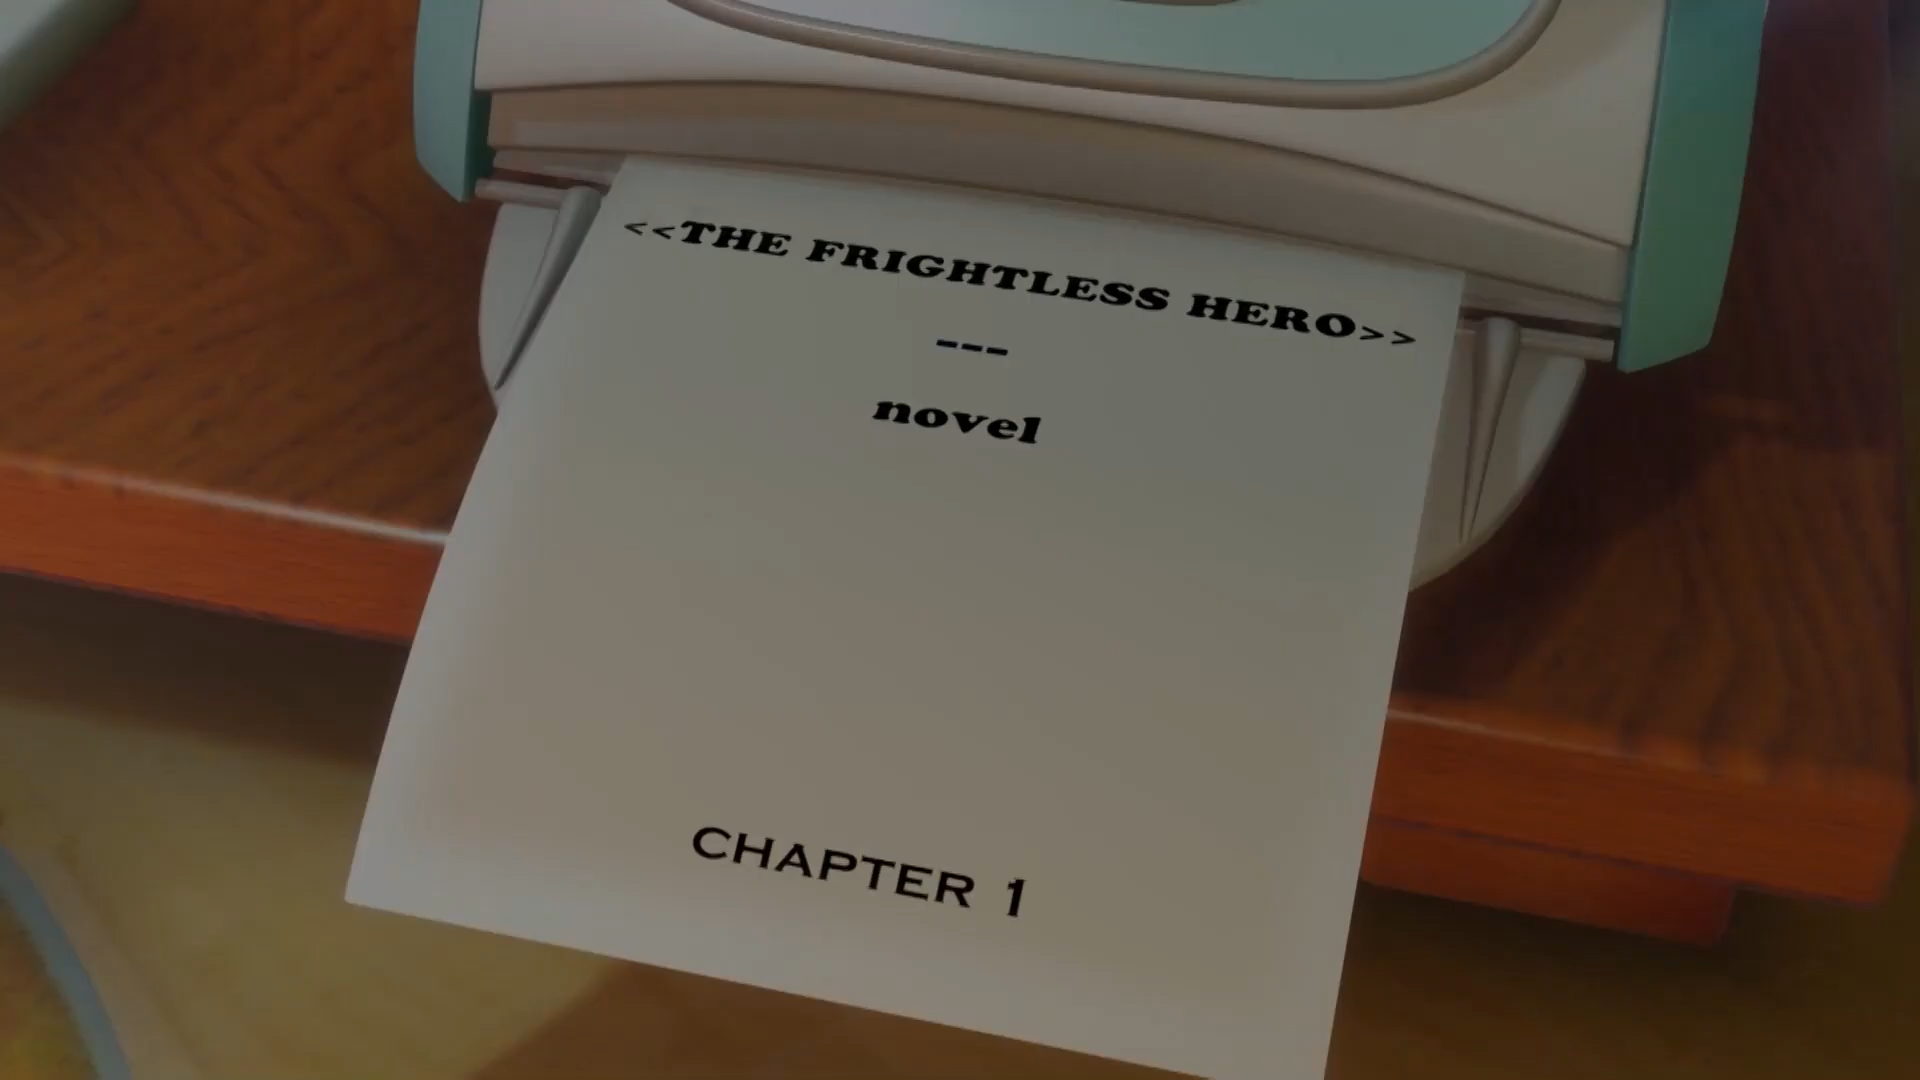 <<THE FRIGHTLESS HERO>>
---
novel
CHAPTER 1